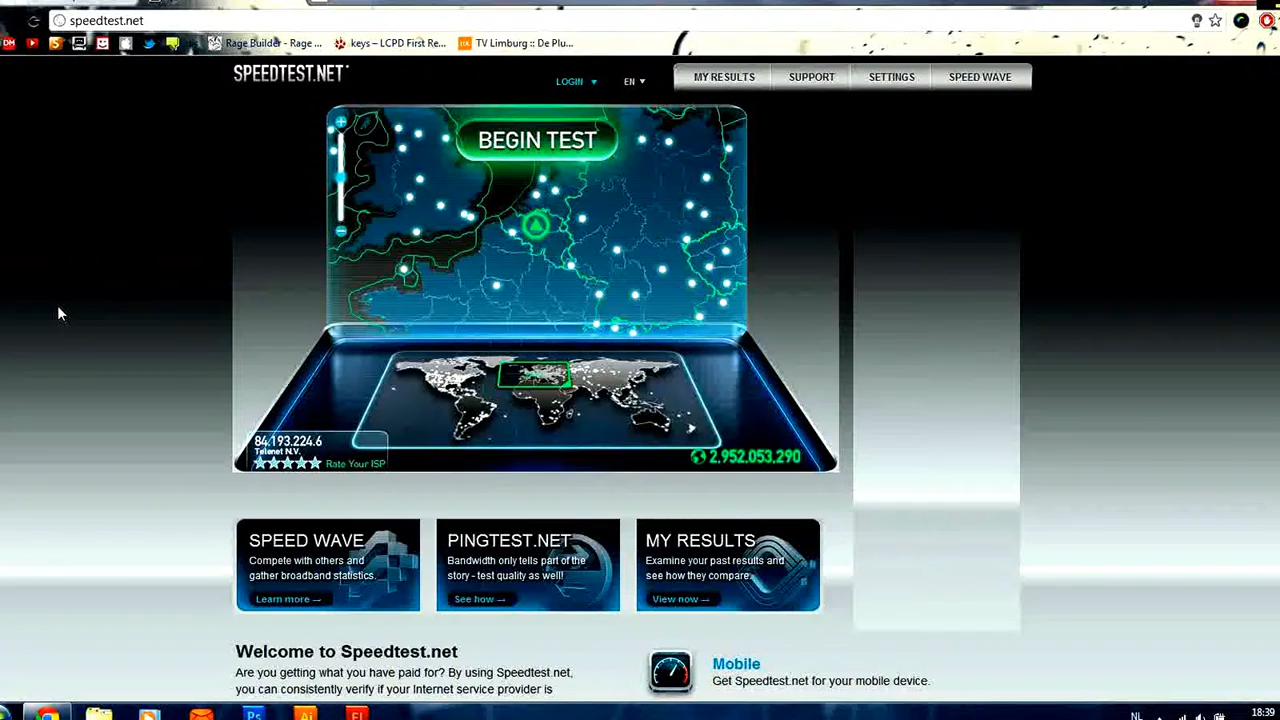 speedtest.net
DM
Rage Builder - Rage ...
keys – LCPD First Re...
TV Limburg :: De Plu...
SPEEDTEST.NET
LOGIN
EN
MY RESULTS
SUPPORT
SETTINGS
SPEED WAVE
BEGIN TEST
84.193.224.6
Telenet N.V.
Rate Your ISP
2,952,053,290
SPEED WAVE
Compete with others and
gather broadband statistics.
Learn more →
PINGTEST.NET
Bandwidth only tells part of the
story - test quality as well!
See how →
MY RESULTS
Examine your past results and
see how they compare.
View now →
Welcome to Speedtest.net
Are you getting what you have paid for? By using Speedtest.net,
you can consistently verify if your Internet service provider is
Mobile
Get Speedtest.net for your mobile device.
Ps
Ai
Fl
NL
18:39